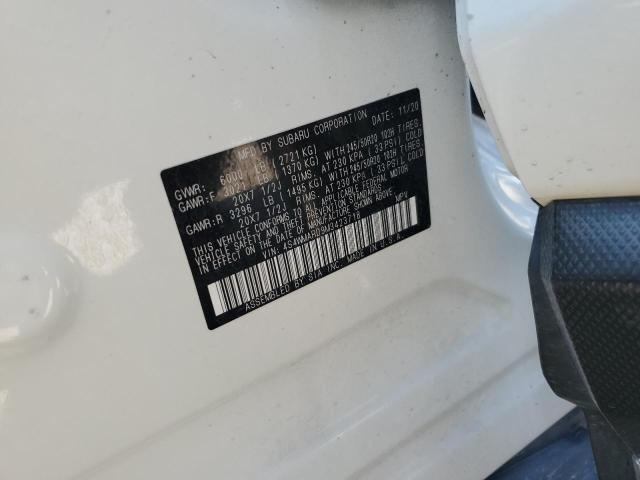 MFD BY SUBARU CORPORATION DATE: 11/20
GVWR: 6000 LB (2721 KG)
GAWR:F 3021 LB (1370 KG) WITH 245/50R20 102H TIRES,
20X7 1/2J RIMS, AT 230 KPA (33 PSI) COLD
GAWR:R 3296 LB (1495 KG) WITH 245/50R20 102H TIRES,
20X7 1/2J RIMS, AT 230 KPA (33 PSI) COLD
THIS VEHICLE CONFORMS TO ALL APPLICABLE FEDERAL MOTOR
VEHICLE SAFETY AND THEFT PREVENTION STANDARDS IN
EFFECT ON THE DATE OF MANUFACTURE SHOWN ABOVE.
VIN: MPV
ASSEMBLED BY SIA INC. MADE IN U.S.A.